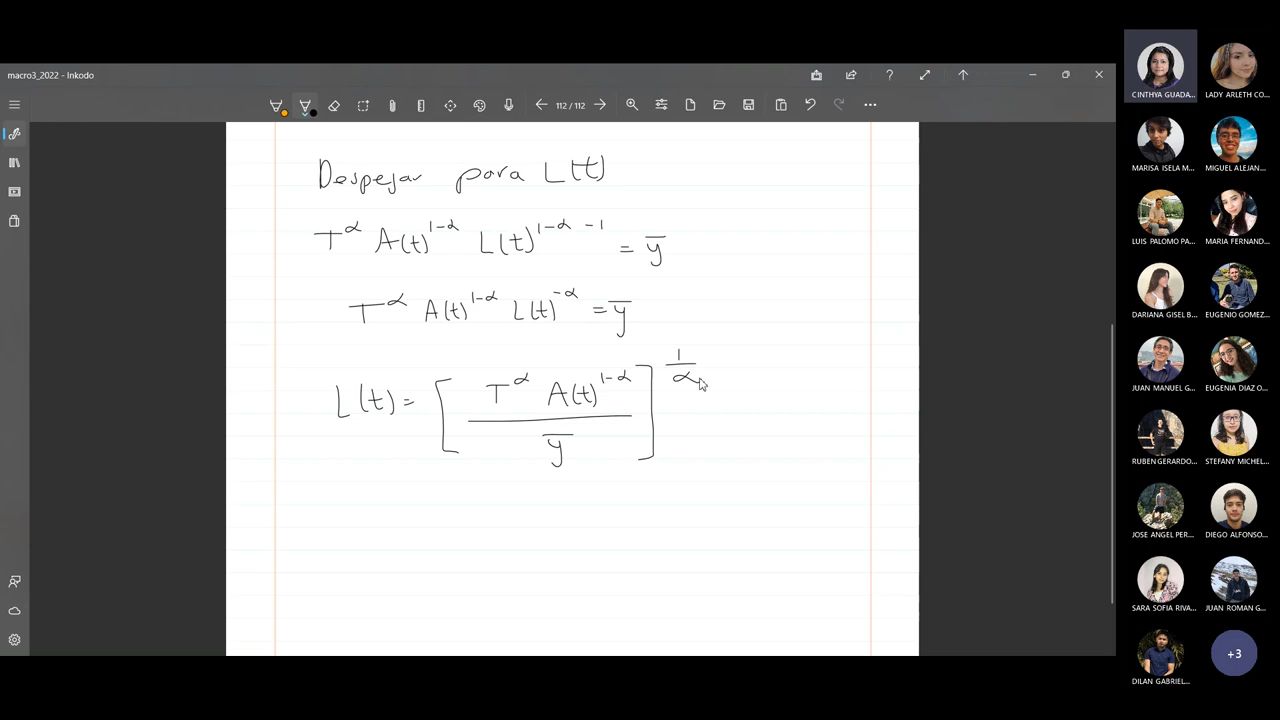 macro3_2022 - Inkodo
112 / 112
Despejar para L(t)
T^α A(t)^{1-α} L(t)^{1-α-1} = ȳ
T^α A(t)^{1-α} L(t)^{-α} = ȳ
L(t) = [ T^α A(t)^{1-α} / ȳ ]^{1/α}
CINTHYA GUADA...
LADY ARLETH CO...
MARISA ISELA M...
MIGUEL ALEJAN...
LUIS PALOMO PA...
MARIA FERNAND...
DARIANA GISEL B...
EUGENIO GOMEZ...
JUAN MANUEL G...
EUGENIA DIAZ O...
RUBEN GERARDO...
STEFANY MICHEL...
JOSE ANGEL PER...
DIEGO ALFONSO...
SARA SOFIA RIVA...
JUAN ROMAN G...
DILAN GABRIEL...
+3